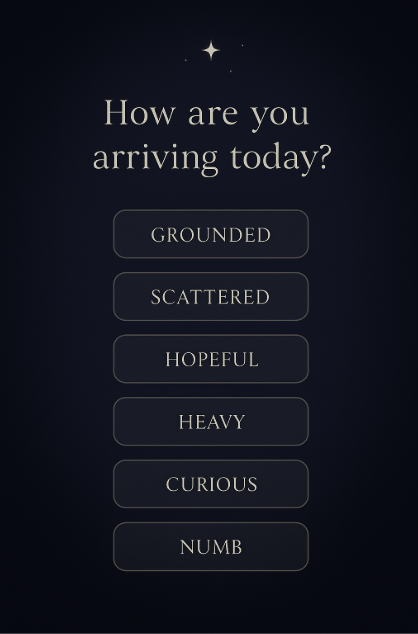 How are you
arriving today?
GROUNDED
SCATTERED
HOPEFUL
HEAVY
CURIOUS
NUMB